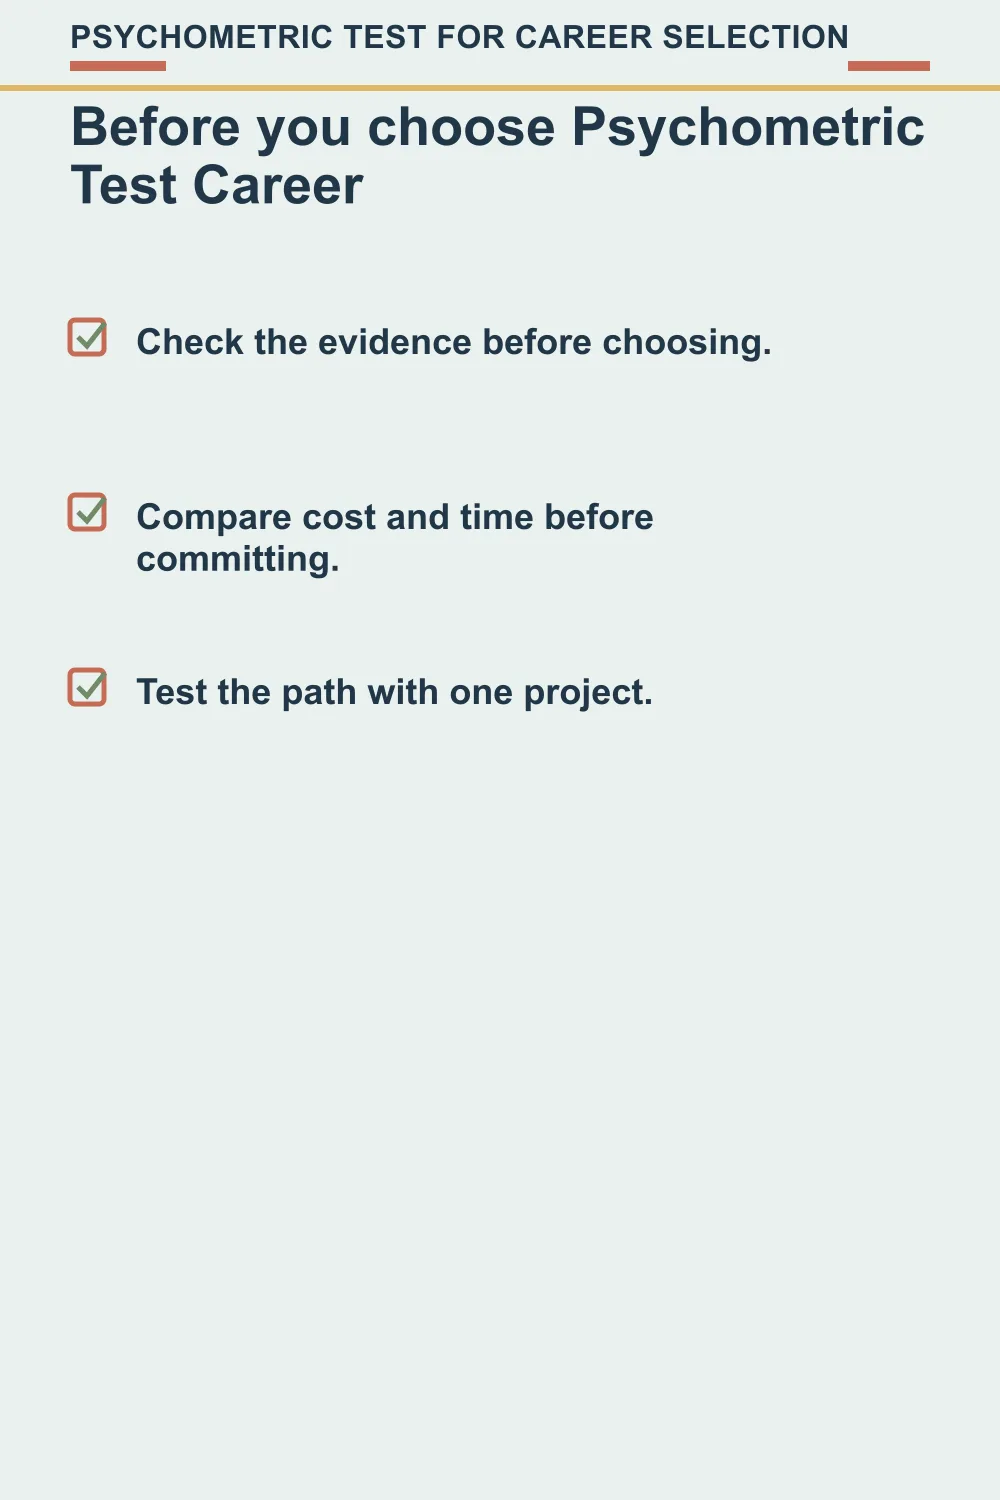 PSYCHOMETRIC TEST FOR CAREER SELECTION
Before you choose Psychometric
Test Career
Check the evidence before choosing.
Compare cost and time before
committing.
Test the path with one project.